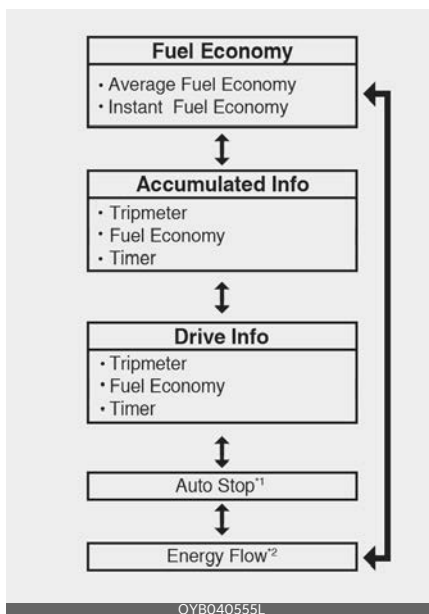 Fuel Economy
• Average Fuel Economy
• Instant Fuel Economy
Accumulated Info
• Tripmeter
• Fuel Economy
• Timer
Drive Info
• Tripmeter
• Fuel Economy
• Timer
Auto Stop*1
Energy Flow*2
OYB040555L